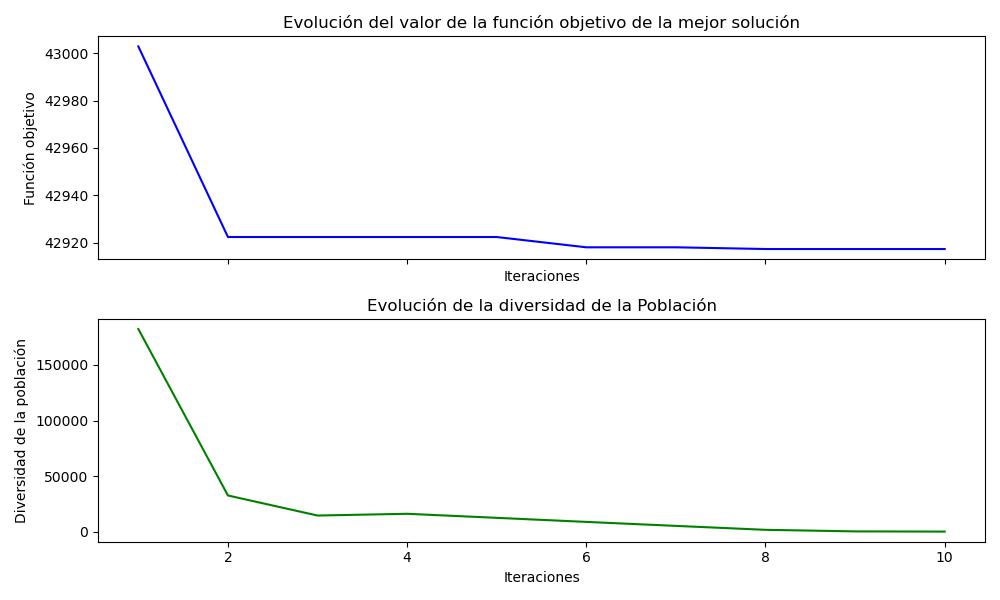 Evolución del valor de la función objetivo de la mejor solución
Función objetivo
43000
42980
42960
42940
42920
Iteraciones
Evolución de la diversidad de la Población
Diversidad de la población
150000
100000
50000
0
2 4 6 8 10
Iteraciones